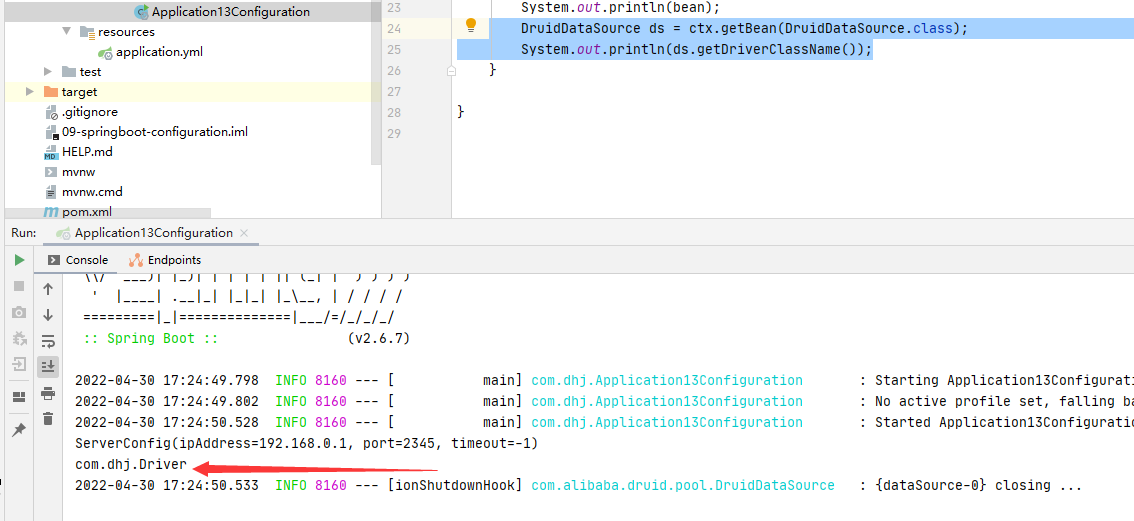 Application13Configuration
resources
application.yml
test
target
.gitignore
09-springboot-configuration.iml
HELP.md
mvnw
mvnw.cmd
pom.xml
23 System.out.println(bean);
24 DruidDataSource ds = ctx.getBean(DruidDataSource.class);
25 System.out.println(ds.getDriverClassName());
26 }
27
28 }
29
Run: Application13Configuration
Console Endpoints
\\/ ___)| |_)| | | | | || (_| | ) ) ) )
' |____| .__|_| |_|_| |_\__, | / / / /
=========|_|==============|___/=/_/_/_/
:: Spring Boot :: (v2.6.7)
2022-04-30 17:24:49.798 INFO 8160 --- [ main] com.dhj.Application13Configuration : Starting Application13Configuratio
2022-04-30 17:24:49.802 INFO 8160 --- [ main] com.dhj.Application13Configuration : No active profile set, falling ba
2022-04-30 17:24:50.528 INFO 8160 --- [ main] com.dhj.Application13Configuration : Started Application13Configuration
ServerConfig(ipAddress=192.168.0.1, port=2345, timeout=-1)
com.dhj.Driver
2022-04-30 17:24:50.533 INFO 8160 --- [ionShutdownHook] com.alibaba.druid.pool.DruidDataSource : {dataSource-0} closing ...